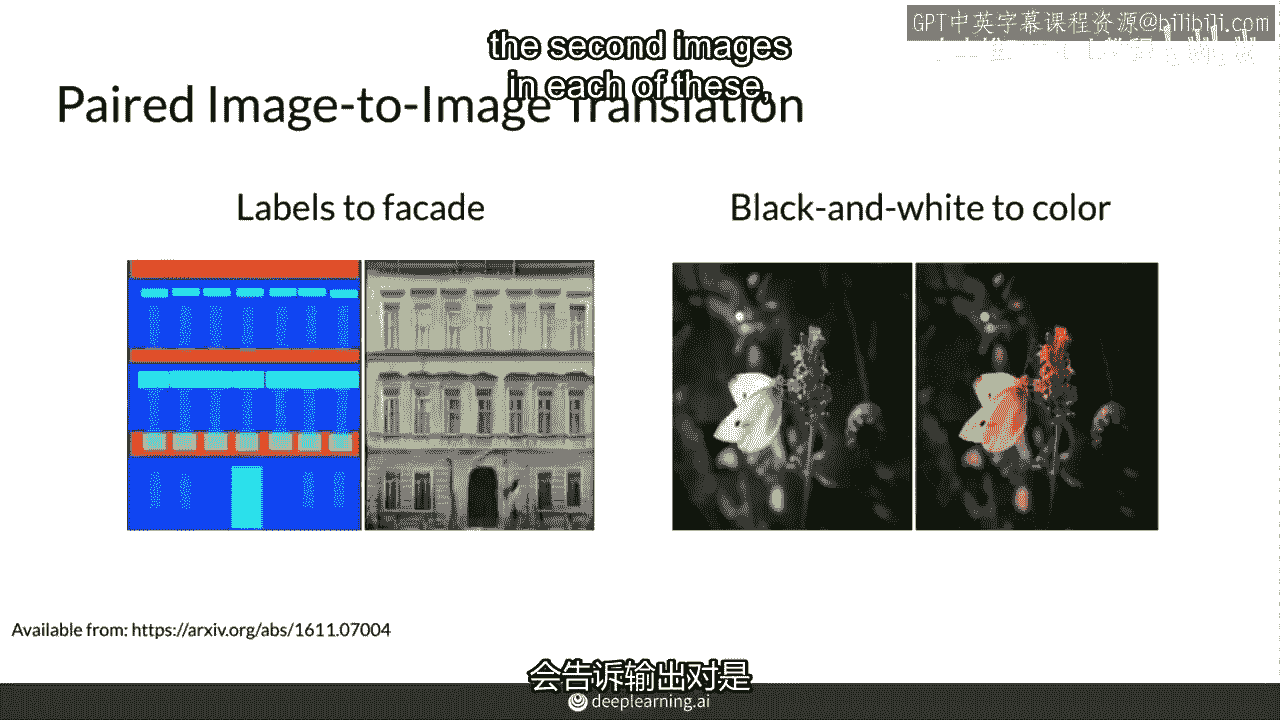 GPT中英字幕课程资源@bilibili.com
the second images
in each of these,
Paired Image-to-Image Translation
Labels to facade
Black-and-white to color
Available from: https://arxiv.org/abs/1611.07004
会告诉输出对是
deeplearning.ai